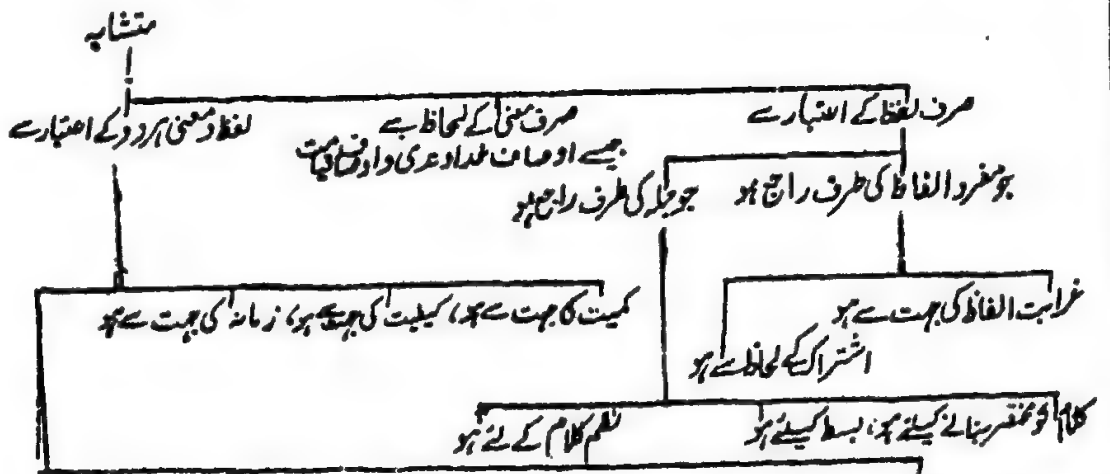 متشابہ
صرف لفظ کے اعتبار سے
صرف معنی کے لحاظ سے
جیسے اوصاف خداوندی و اوصاف قیامت
لفظ و معنی ہر دو کے اعتبار سے
جو مفرد الفاظ کی طرف راجع ہو
جو جملہ کی طرف راجع ہو
غرابت الفاظ کی جہت سے ہو
اشتراک کے لحاظ سے ہو
کمیت کی جہت سے ہو، کیفیت کی جہت سے ہو، زمانہ کی جہت سے ہو
کلام کو مختصر بنانے کیلئے ہو، بسط کیلئے ہو
نظم کلام کے لئے ہو